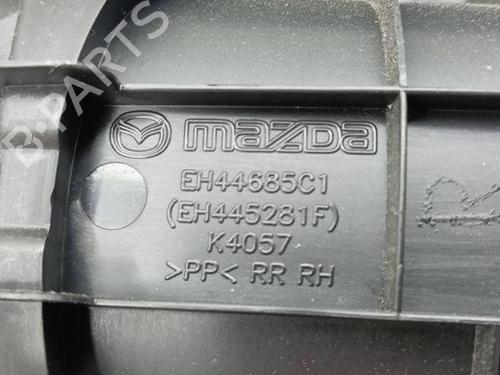 B-PARTS
mazda
EH44685C1
(EH445281F)
K4057
>PP< RR RH